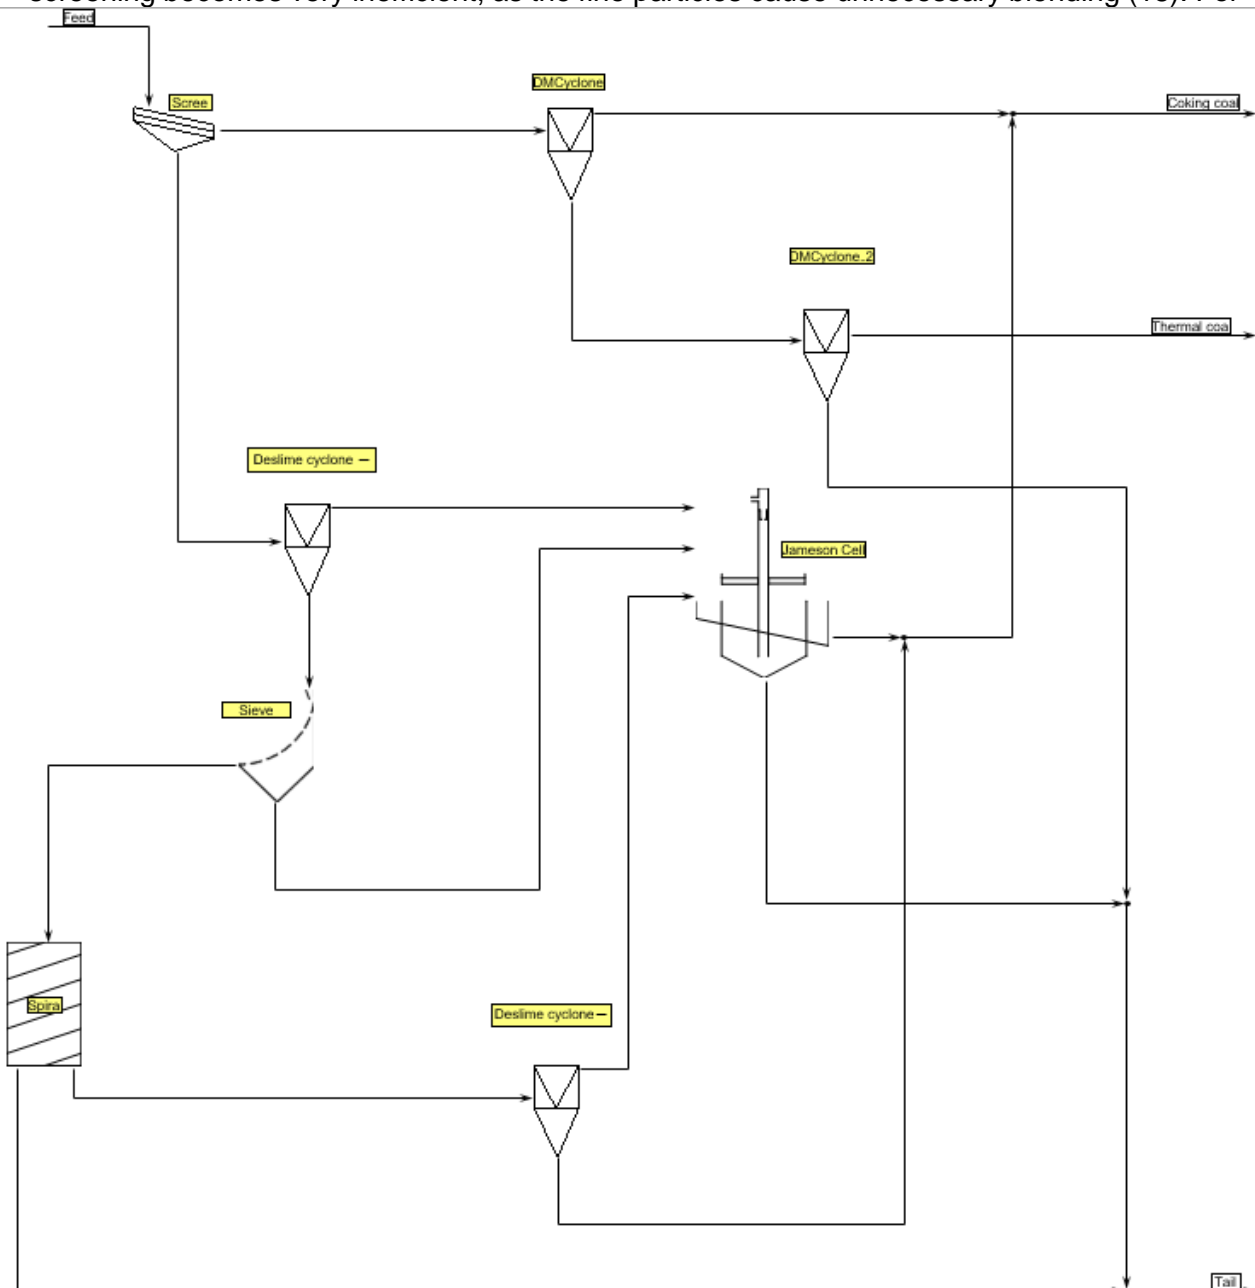 Feed
DMCyclone
Scree
Coking coal
DMCyclone_2
Thermal coa
Deslime cyclone –
Jameson Cell
Sieve
Spira
Deslime cyclone –
Tail